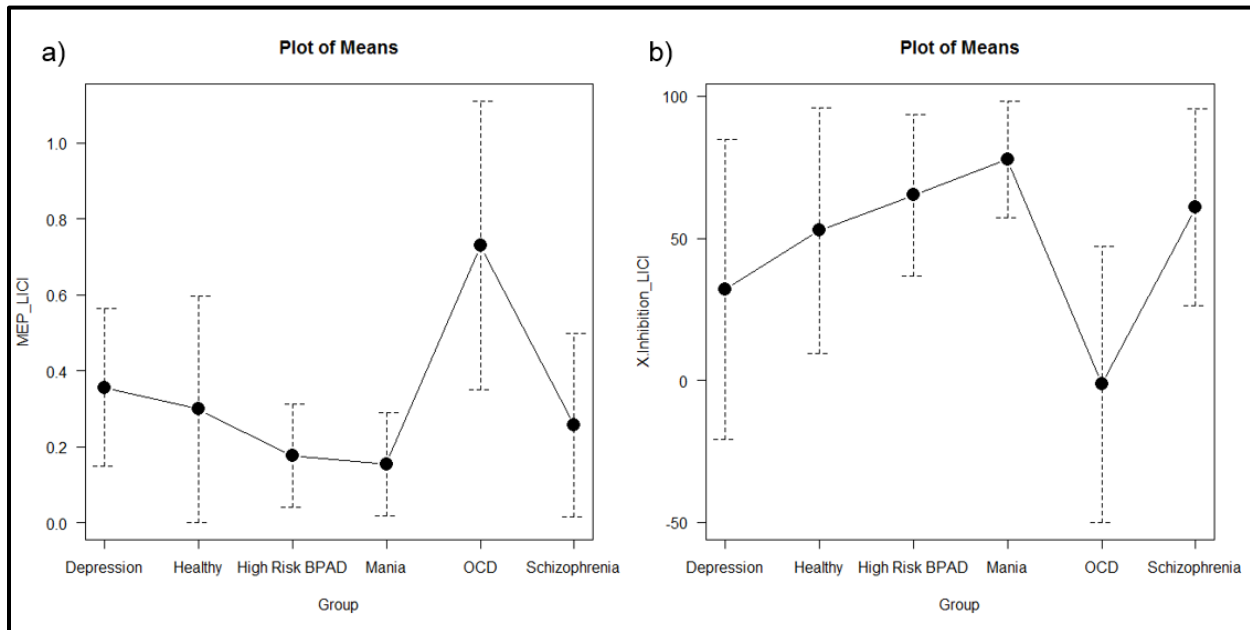 a)
Plot of Means
MEP_LICI
1.0
0.8
0.6
0.4
0.2
0.0
Depression Healthy High Risk BPAD Mania OCD Schizophrenia
Group
b)
Plot of Means
X.Inhibition_LICI
100
50
0
-50
Depression Healthy High Risk BPAD Mania OCD Schizophrenia
Group